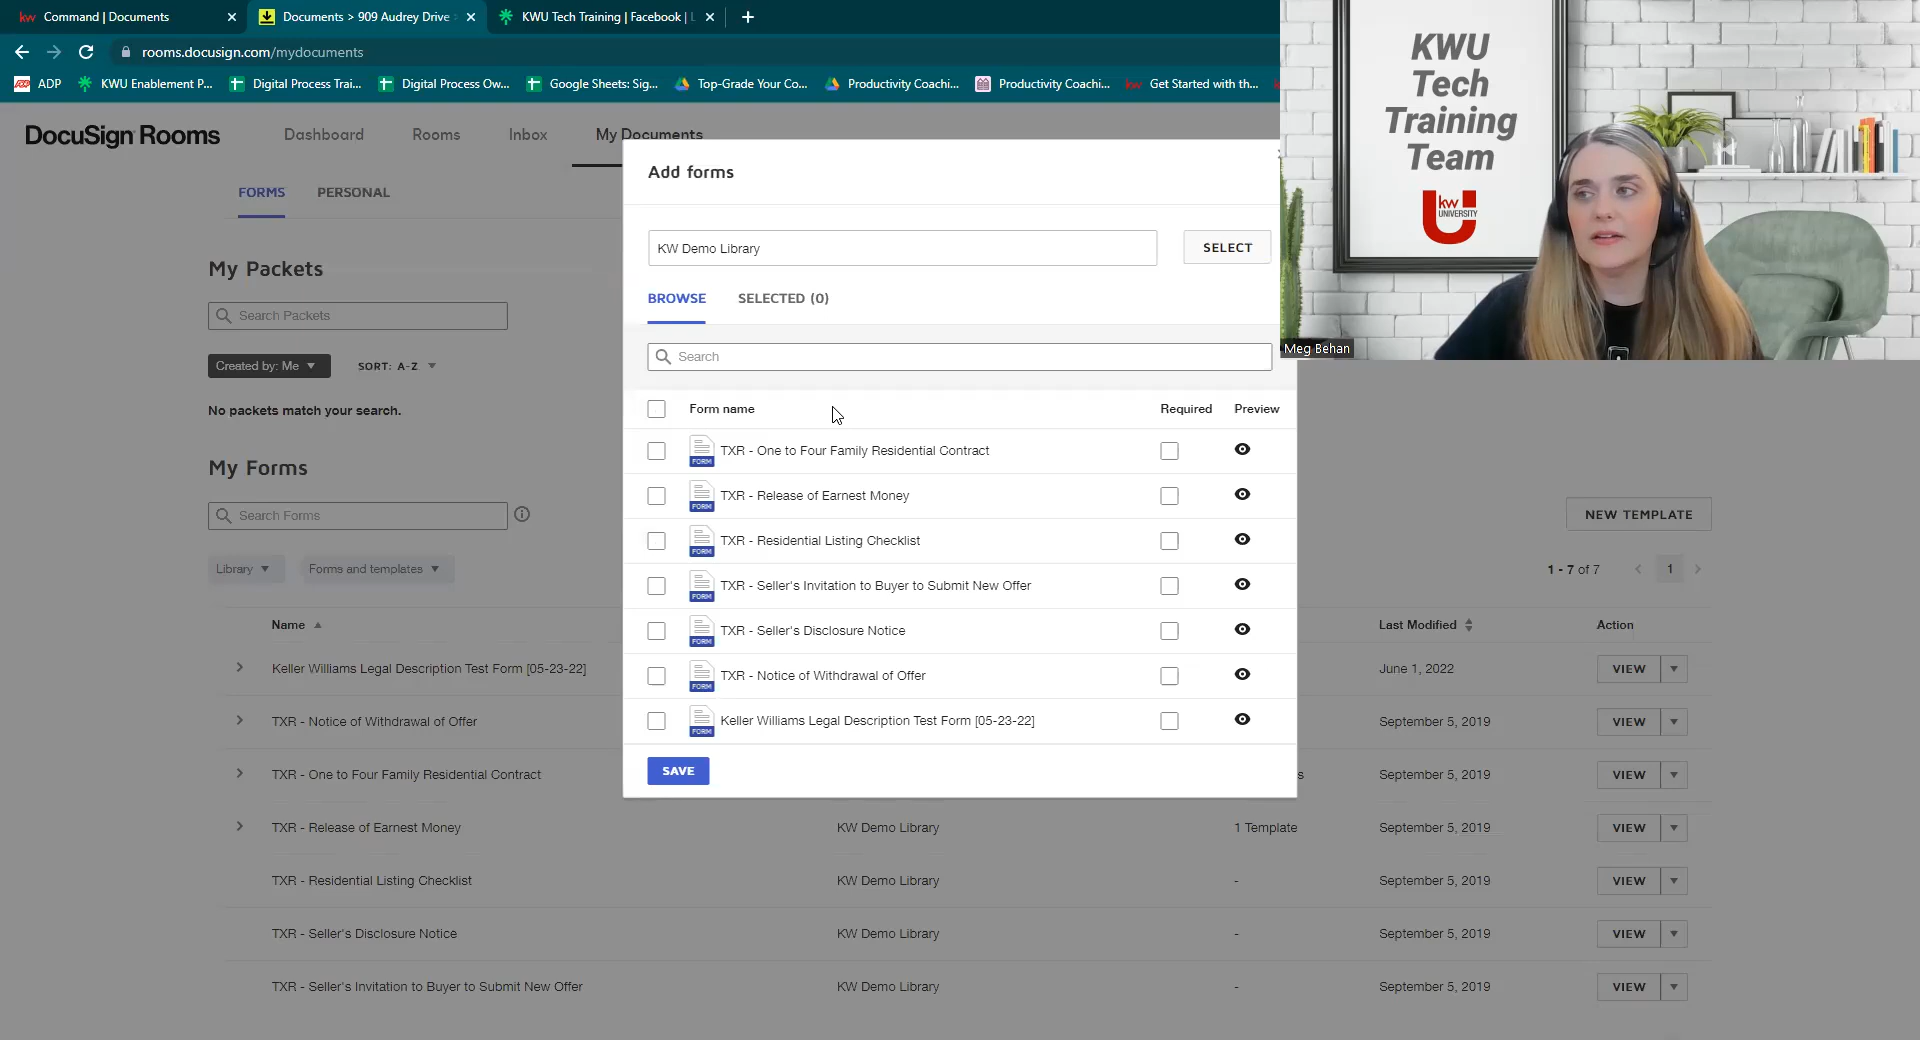 Command | Documents
Documents > 909 Audrey Drive
KWU Tech Training | Facebook | L
rooms.docusign.com/mydocuments
ADP
KWU Enablement P...
Digital Process Trai...
Digital Process Ow...
Google Sheets: Sig...
Top-Grade Your Co...
Productivity Coachi...
Productivity Coachi...
kw Get Started with th...
DocuSign Rooms
Dashboard
Rooms
Inbox
My Documents
FORMS
PERSONAL
My Packets
Search Packets
Created by: Me
SORT: A-Z
No packets match your search.
My Forms
Search Forms
Library
Forms and templates
NEW TEMPLATE
1 - 7 of 7
1
Name
Last Modified
Action
Keller Williams Legal Description Test Form [05-23-22]
June 1, 2022
VIEW
TXR - Notice of Withdrawal of Offer
September 5, 2019
VIEW
TXR - One to Four Family Residential Contract
s
September 5, 2019
VIEW
TXR - Release of Earnest Money
KW Demo Library
1 Template
September 5, 2019
VIEW
TXR - Residential Listing Checklist
KW Demo Library
-
September 5, 2019
VIEW
TXR - Seller's Disclosure Notice
KW Demo Library
-
September 5, 2019
VIEW
TXR - Seller's Invitation to Buyer to Submit New Offer
KW Demo Library
-
September 5, 2019
VIEW
Add forms
KW Demo Library
SELECT
BROWSE
SELECTED (0)
Search
Form name
Required
Preview
FORM
TXR - One to Four Family Residential Contract
FORM
TXR - Release of Earnest Money
FORM
TXR - Residential Listing Checklist
FORM
TXR - Seller's Invitation to Buyer to Submit New Offer
FORM
TXR - Seller's Disclosure Notice
FORM
TXR - Notice of Withdrawal of Offer
FORM
Keller Williams Legal Description Test Form [05-23-22]
SAVE
KWU
Tech
Training
Team
kw
UNIVERSITY
Meg Behan